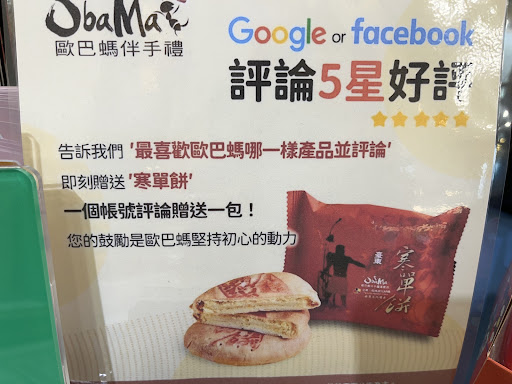 ObaMa
歐巴螞伴手禮
Google or facebook
評論5星好評
告訴我們 '最喜歡歐巴螞哪一樣產品並評論'
即刻贈送 '寒單餅'
一個帳號評論贈送一包！
您的鼓勵是歐巴螞堅持初心的動力
臺東
寒單餅
ObaMa